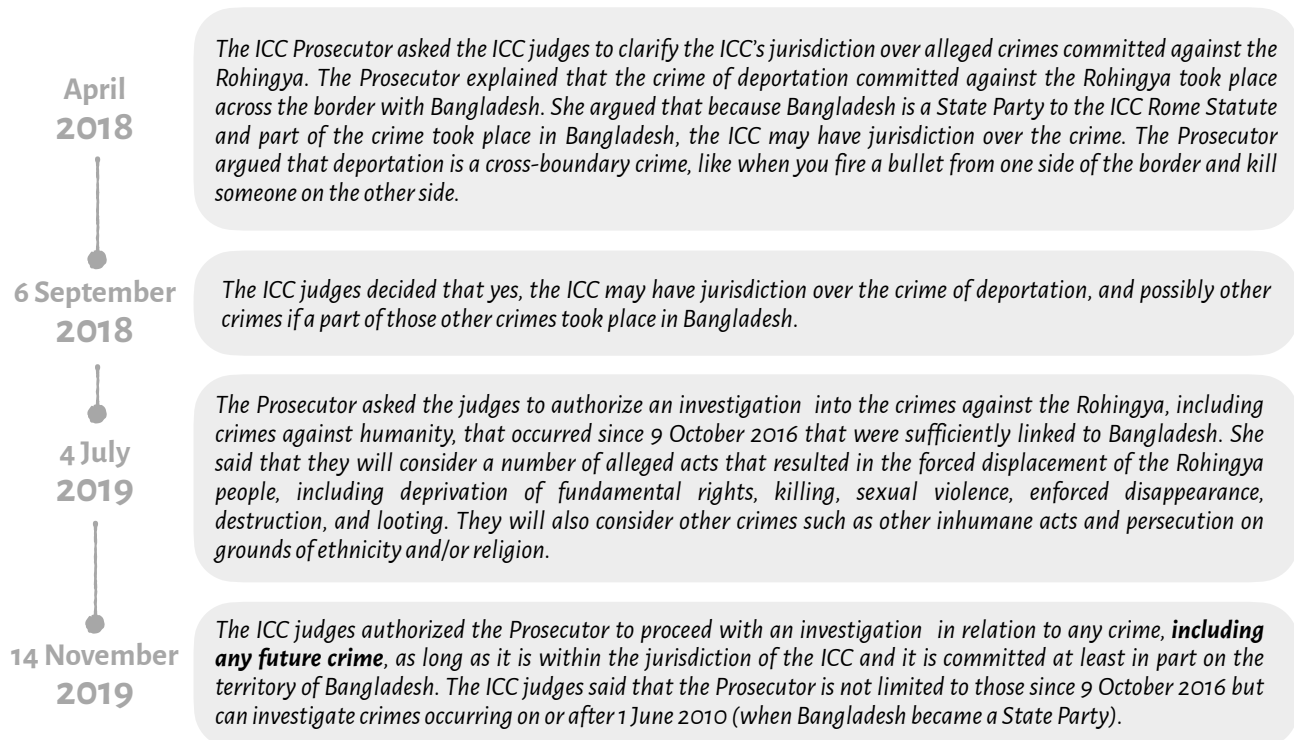 April
2018
The ICC Prosecutor asked the ICC judges to clarify the ICC's jurisdiction over alleged crimes committed against the
Rohingya. The Prosecutor explained that the crime of deportation committed against the Rohingya took place
across the border with Bangladesh. She argued that because Bangladesh is a State Party to the ICC Rome Statute
and part of the crime took place in Bangladesh, the ICC may have jurisdiction over the crime. The Prosecutor
argued that deportation is a cross-boundary crime, like when you fire a bullet from one side of the border and kill
someone on the other side.
6 September
2018
The ICC judges decided that yes, the ICC may have jurisdiction over the crime of deportation, and possibly other
crimes if a part of those other crimes took place in Bangladesh.
4 July
2019
The Prosecutor asked the judges to authorize an investigation into the crimes against the Rohingya, including
crimes against humanity, that occurred since 9 October 2016 that were sufficiently linked to Bangladesh. She
said that they will consider a number of alleged acts that resulted in the forced displacement of the Rohingya
people, including deprivation of fundamental rights, killing, sexual violence, enforced disappearance,
destruction, and looting. They will also consider other crimes such as other inhumane acts and persecution on
grounds of ethnicity and/or religion.
14 November
2019
The ICC judges authorized the Prosecutor to proceed with an investigation in relation to any crime, including
any future crime, as long as it is within the jurisdiction of the ICC and it is committed at least in part on the
territory of Bangladesh. The ICC judges said that the Prosecutor is not limited to those since 9 October 2016 but
can investigate crimes occurring on or after 1 June 2010 (when Bangladesh became a State Party).